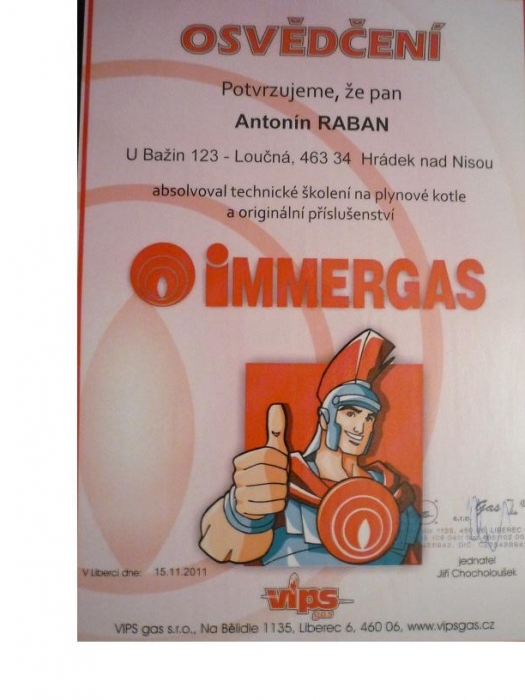 OSVĚDČENÍ
Potvrzujeme, že pan
Antonín RABAN
U Bažin 123 - Loučná, 463 34 Hrádek nad Nisou
absolvoval technické školení na plynové kotle
a originální příslušenství
IMMERGAS
gas
s.r.o.
LIBEREC
jednatel
V Liberci dne: 15.11.2011
Jiří Chocholoušek
vips
gas
VIPS gas s.r.o., Na Bělidle 1135, Liberec 6, 460 06, www.vipsgas.cz